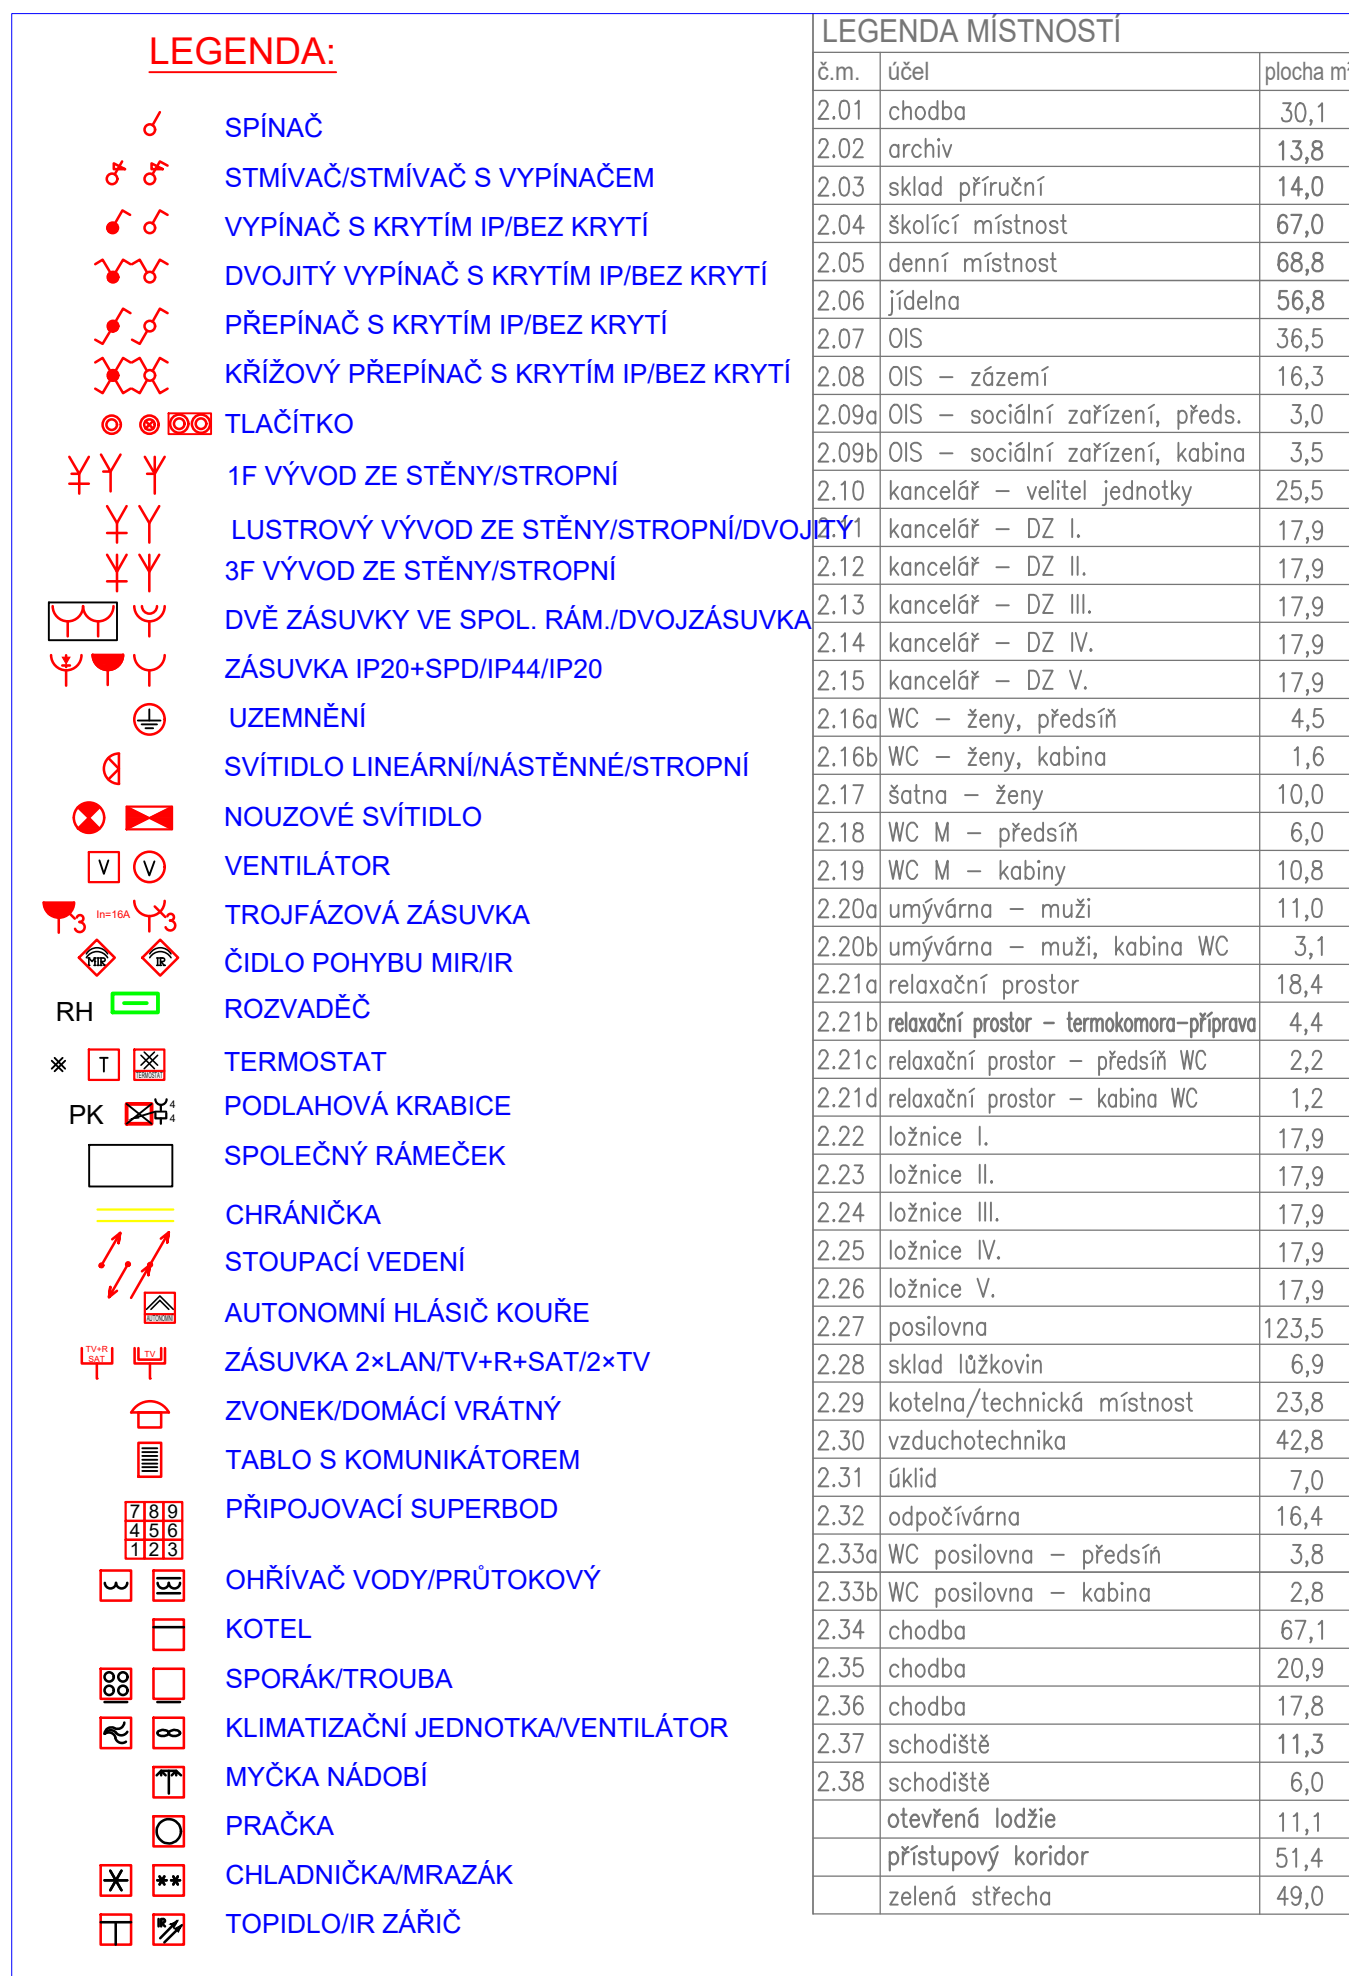 LEGENDA:
SPÍNAČ
STMÍVAČ/STMÍVAČ S VYPÍNAČEM
VYPÍNAČ S KRYTÍM IP/BEZ KRYTÍ
DVOJITÝ VYPÍNAČ S KRYTÍM IP/BEZ KRYTÍ
PŘEPÍNAČ S KRYTÍM IP/BEZ KRYTÍ
KŘÍŽOVÝ PŘEPÍNAČ S KRYTÍM IP/BEZ KRYTÍ
TLAČÍTKO
1F VÝVOD ZE STĚNY/STROPNÍ
LUSTROVÝ VÝVOD ZE STĚNY/STROPNÍ/DVOJITÝ
3F VÝVOD ZE STĚNY/STROPNÍ
DVĚ ZÁSUVKY VE SPOL. RÁM./DVOJZÁSUVKA
ZÁSUVKA IP20+SPD/IP44/IP20
UZEMNĚNÍ
SVÍTIDLO LINEÁRNÍ/NÁSTĚNNÉ/STROPNÍ
NOUZOVÉ SVÍTIDLO
V V VENTILÁTOR
3 In=16A 3 TROJFÁZOVÁ ZÁSUVKA
MIR IR ČIDLO POHYBU MIR/IR
RH ROZVADĚČ
T TERMOSTAT TERMOSTAT
PK 4 4 PODLAHOVÁ KRABICE
SPOLEČNÝ RÁMEČEK
CHRÁNIČKA
STOUPACÍ VEDENÍ
AUTONOMNÍ AUTONOMNÍ HLÁSIČ KOUŘE
TV+R SAT TV ZÁSUVKA 2×LAN/TV+R+SAT/2×TV
ZVONEK/DOMÁCÍ VRÁTNÝ
TABLO S KOMUNIKÁTOREM
PŘIPOJOVACÍ SUPERBOD
7 8 9
4 5 6
1 2 3
OHŘÍVAČ VODY/PRŮTOKOVÝ
KOTEL
SPORÁK/TROUBA
KLIMATIZAČNÍ JEDNOTKA/VENTILÁTOR
MYČKA NÁDOBÍ
PRAČKA
CHLADNIČKA/MRAZÁK
IR TOPIDLO/IR ZÁŘIČ
LEGENDA MÍSTNOSTÍ
č.m. účel plocha m²
2.01 chodba 30,1
2.02 archiv 13,8
2.03 sklad příruční 14,0
2.04 školící místnost 67,0
2.05 denní místnost 68,8
2.06 jídelna 56,8
2.07 OIS 36,5
2.08 OIS – zázemí 16,3
2.09a OIS – sociální zařízení, předs. 3,0
2.09b OIS – sociální zařízení, kabina 3,5
2.10 kancelář – velitel jednotky 25,5
2.11 kancelář – DZ I. 17,9
2.12 kancelář – DZ II. 17,9
2.13 kancelář – DZ III. 17,9
2.14 kancelář – DZ IV. 17,9
2.15 kancelář – DZ V. 17,9
2.16a WC – ženy, předsíň 4,5
2.16b WC – ženy, kabina 1,6
2.17 šatna – ženy 10,0
2.18 WC M – předsíň 6,0
2.19 WC M – kabiny 10,8
2.20a umývárna – muži 11,0
2.20b umývárna – muži, kabina WC 3,1
2.21a relaxační prostor 18,4
2.21b relaxační prostor – termokomora–příprava 4,4
2.21c relaxační prostor – předsíň WC 2,2
2.21d relaxační prostor – kabina WC 1,2
2.22 ložnice I. 17,9
2.23 ložnice II. 17,9
2.24 ložnice III. 17,9
2.25 ložnice IV. 17,9
2.26 ložnice V. 17,9
2.27 posilovna 123,5
2.28 sklad lůžkovin 6,9
2.29 kotelna/technická místnost 23,8
2.30 vzduchotechnika 42,8
2.31 úklid 7,0
2.32 odpočívárna 16,4
2.33a WC posilovna – předsíń 3,8
2.33b WC posilovna – kabina 2,8
2.34 chodba 67,1
2.35 chodba 20,9
2.36 chodba 17,8
2.37 schodiště 11,3
2.38 schodiště 6,0
otevřená lodžie 11,1
přístupový koridor 51,4
zelená střecha 49,0